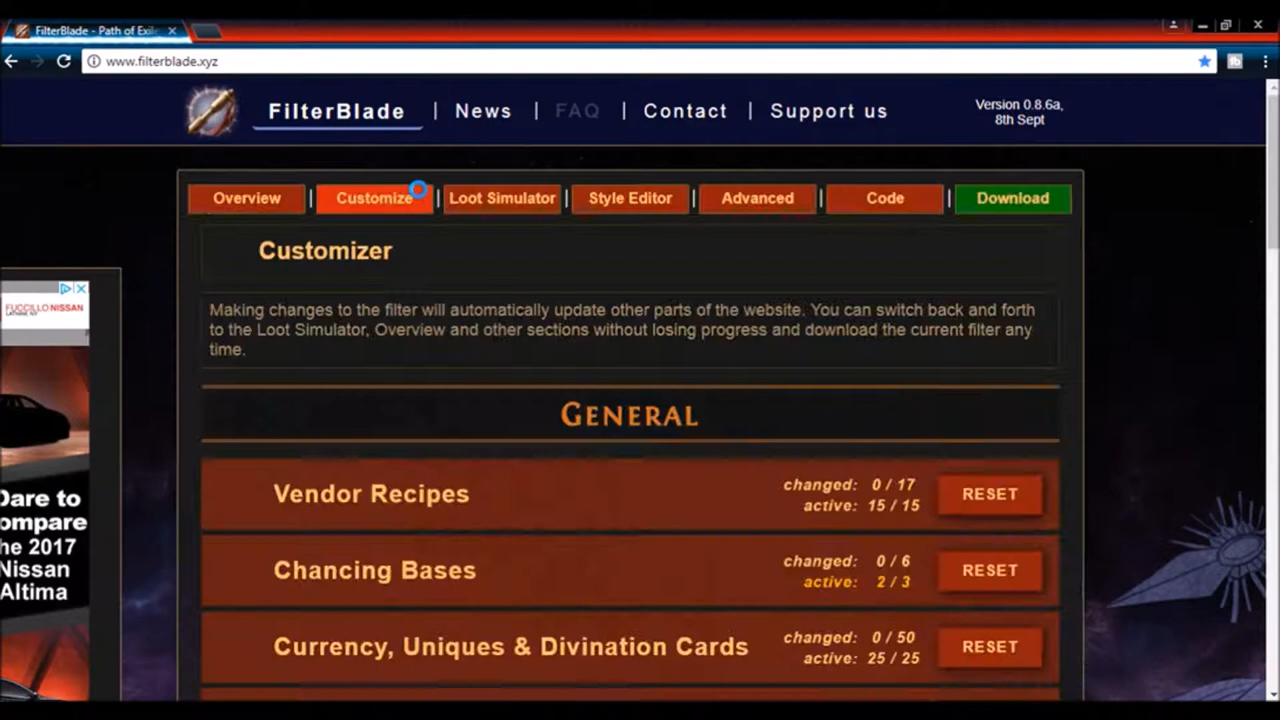 FilterBlade - Path of Exile
www.filterblade.xyz
FilterBlade | News | FAQ | Contact | Support us
Version 0.8.6a,
8th Sept
Overview | Customize | Loot Simulator | Style Editor | Advanced | Code | Download
Customizer
Making changes to the filter will automatically update other parts of the website. You can switch back and forth
to the Loot Simulator, Overview and other sections without losing progress and download the current filter any
time.
GENERAL
Vendor Recipes changed: 0 / 17 RESET
active: 15 / 15
Chancing Bases changed: 0 / 6 RESET
active: 2 / 3
Currency, Uniques & Divination Cards changed: 0 / 50 RESET
active: 25 / 25
FUCCILLO NISSAN
Dare to
ompare
he 2017
Nissan
Altima